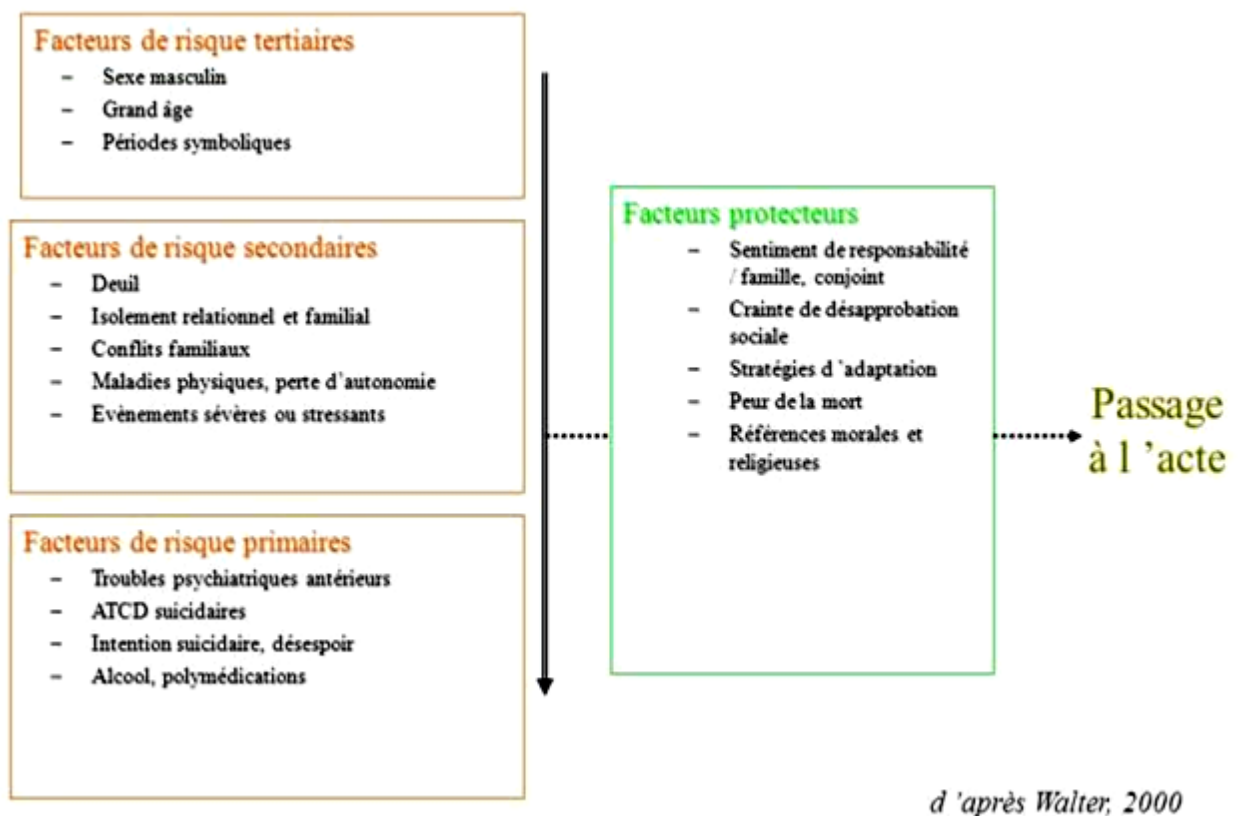 Facteurs de risque tertiaires
– Sexe masculin
– Grand âge
– Périodes symboliques
Facteurs de risque secondaires
– Deuil
– Isolement relationnel et familial
– Conflits familiaux
– Maladies physiques, perte d’autonomie
– Evènements sévères ou stressants
Facteurs de risque primaires
– Troubles psychiatriques antérieurs
– ATCD suicidaires
– Intention suicidaire, désespoir
– Alcool, polymédications
Facteurs protecteurs
– Sentiment de responsabilité
/ famille, conjoint
– Crainte de désapprobation
sociale
– Stratégies d ‘adaptation
– Peur de la mort
– Références morales et
religieuses
Passage
à l ’acte
d ’après Walter, 2000